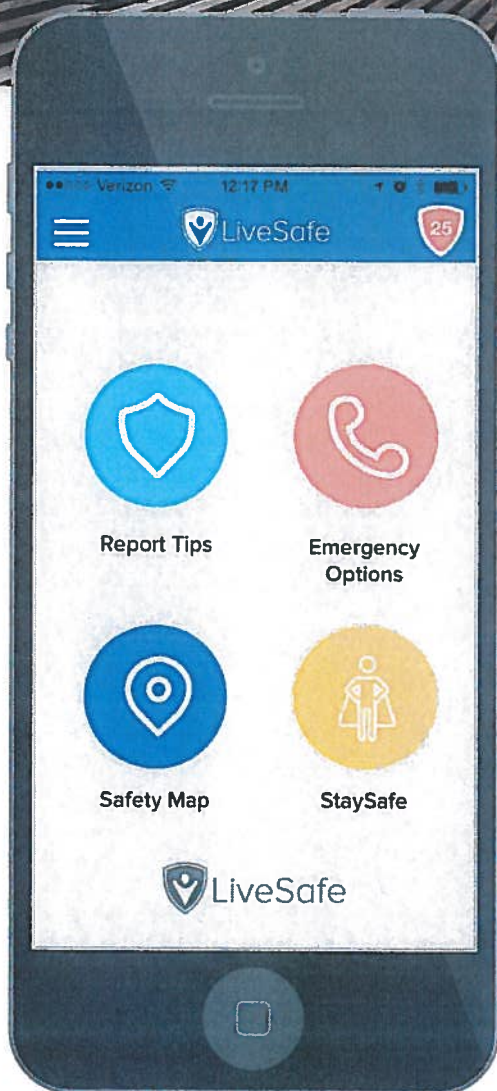 Verizon 12:17 PM
LiveSafe 25
Report Tips
Emergency
Options
Safety Map
StaySafe
LiveSafe